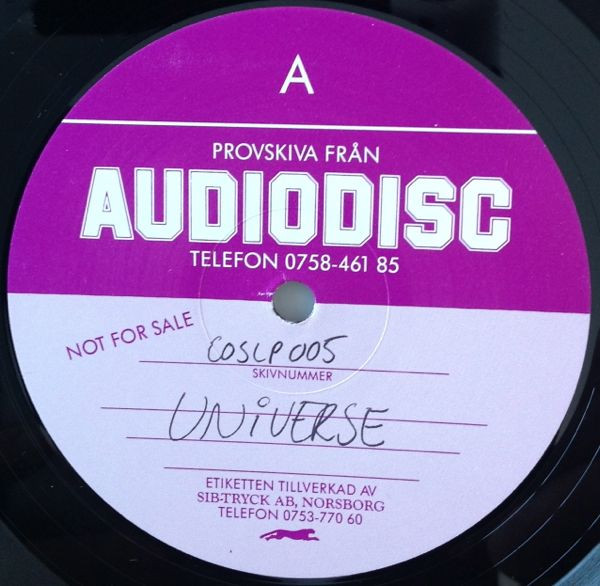 A
PROVSKIVA FRÅN
AUDIODISC
TELEFON 0758-461 85
NOT FOR SALE
COSLP 005
SKIVNUMMER
UNiVERSE
ETIKETTEN TILLVERKAD AV
SIB-TRYCK AB, NORSBORG
TELEFON 0753-770 60